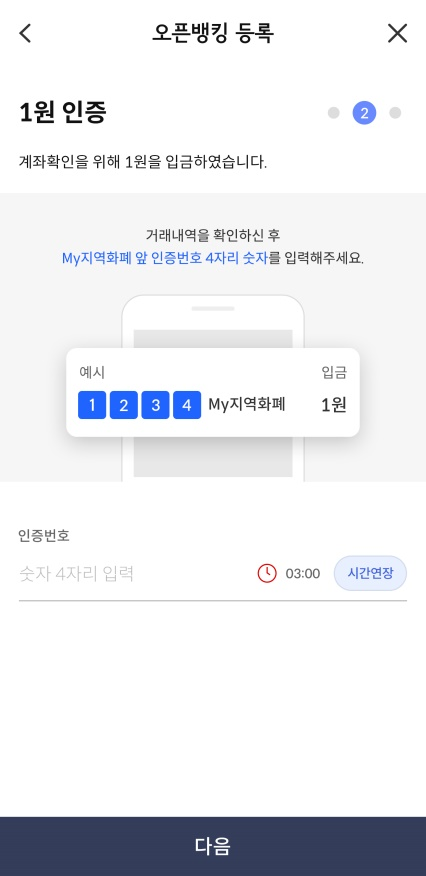 오픈뱅킹 등록
1원 인증
2
계좌확인을 위해 1원을 입금하였습니다.
거래내역을 확인하신 후
My지역화폐 앞 인증번호 4자리 숫자를 입력해주세요.
예시 입금
1 2 3 4 My지역화폐 1원
인증번호
숫자 4자리 입력 03:00 시간연장
다음